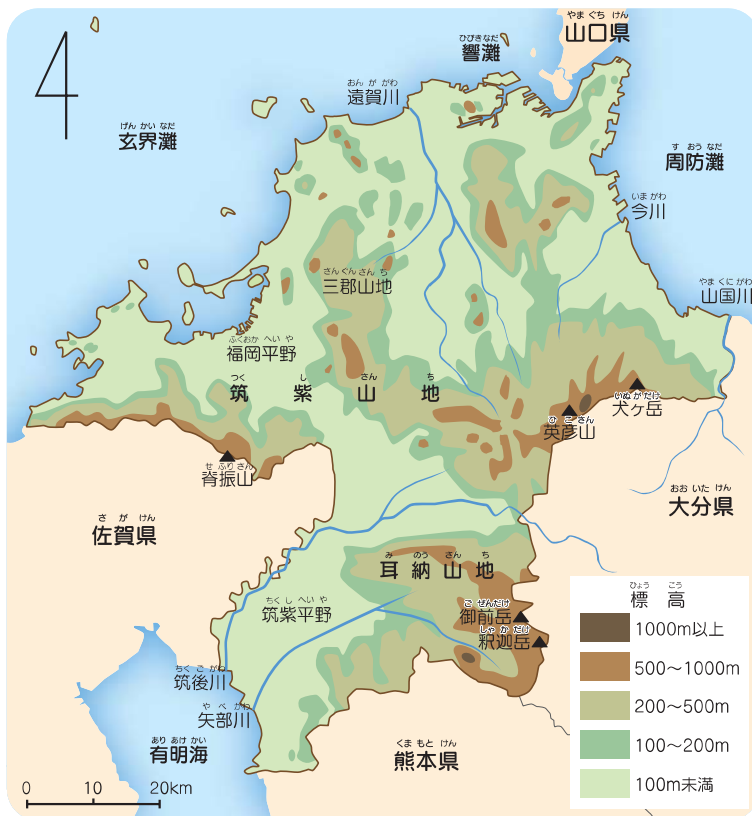 やまぐちけん
山口県
ひびきなだ
響灘
おんががわ
遠賀川
げんかいなだ
玄界灘
すおうなだ
周防灘
いまがわ
今川
やまくにがわ
山国川
さんぐんさんち
三郡山地
ふくおかへいや
福岡平野
つくしさんち
筑紫山地
いぬがだけ
犬ヶ岳
ひこさん
英彦山
せふりさん
脊振山
おおいたけん
大分県
さがけん
佐賀県
みのうさんち
耳納山地
ちくしへいや
筑紫平野
ごぜんだけ
御前岳
しゃかだけ
釈迦岳
ちくごがわ
筑後川
やべがわ
矢部川
ありあけかい
有明海
くまもとけん
熊本県
ひょうこう
標高
1000m以上
500〜1000m
200〜500m
100〜200m
100m未満
0 10 20km